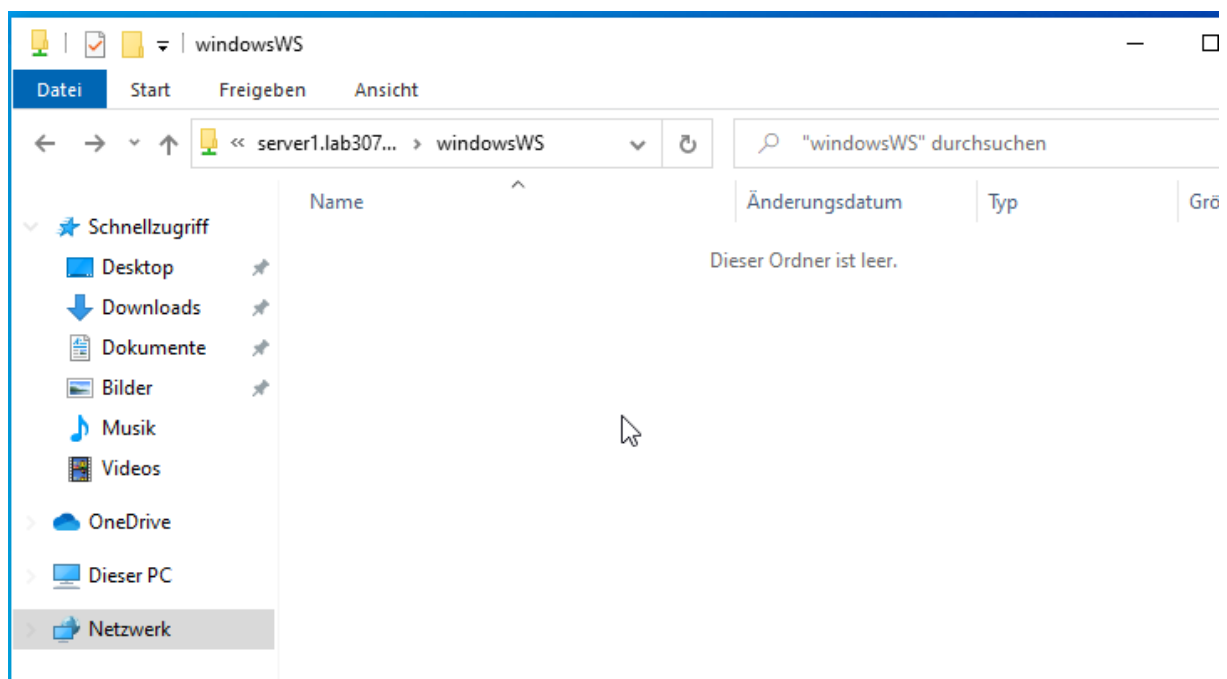 windowsWS
Datei Start Freigeben Ansicht
« server1.lab307... › windowsWS "windowsWS" durchsuchen
Name Änderungsdatum Typ Grö
Schnellzugriff
Dieser Ordner ist leer.
Desktop
Downloads
Dokumente
Bilder
Musik
Videos
OneDrive
Dieser PC
Netzwerk